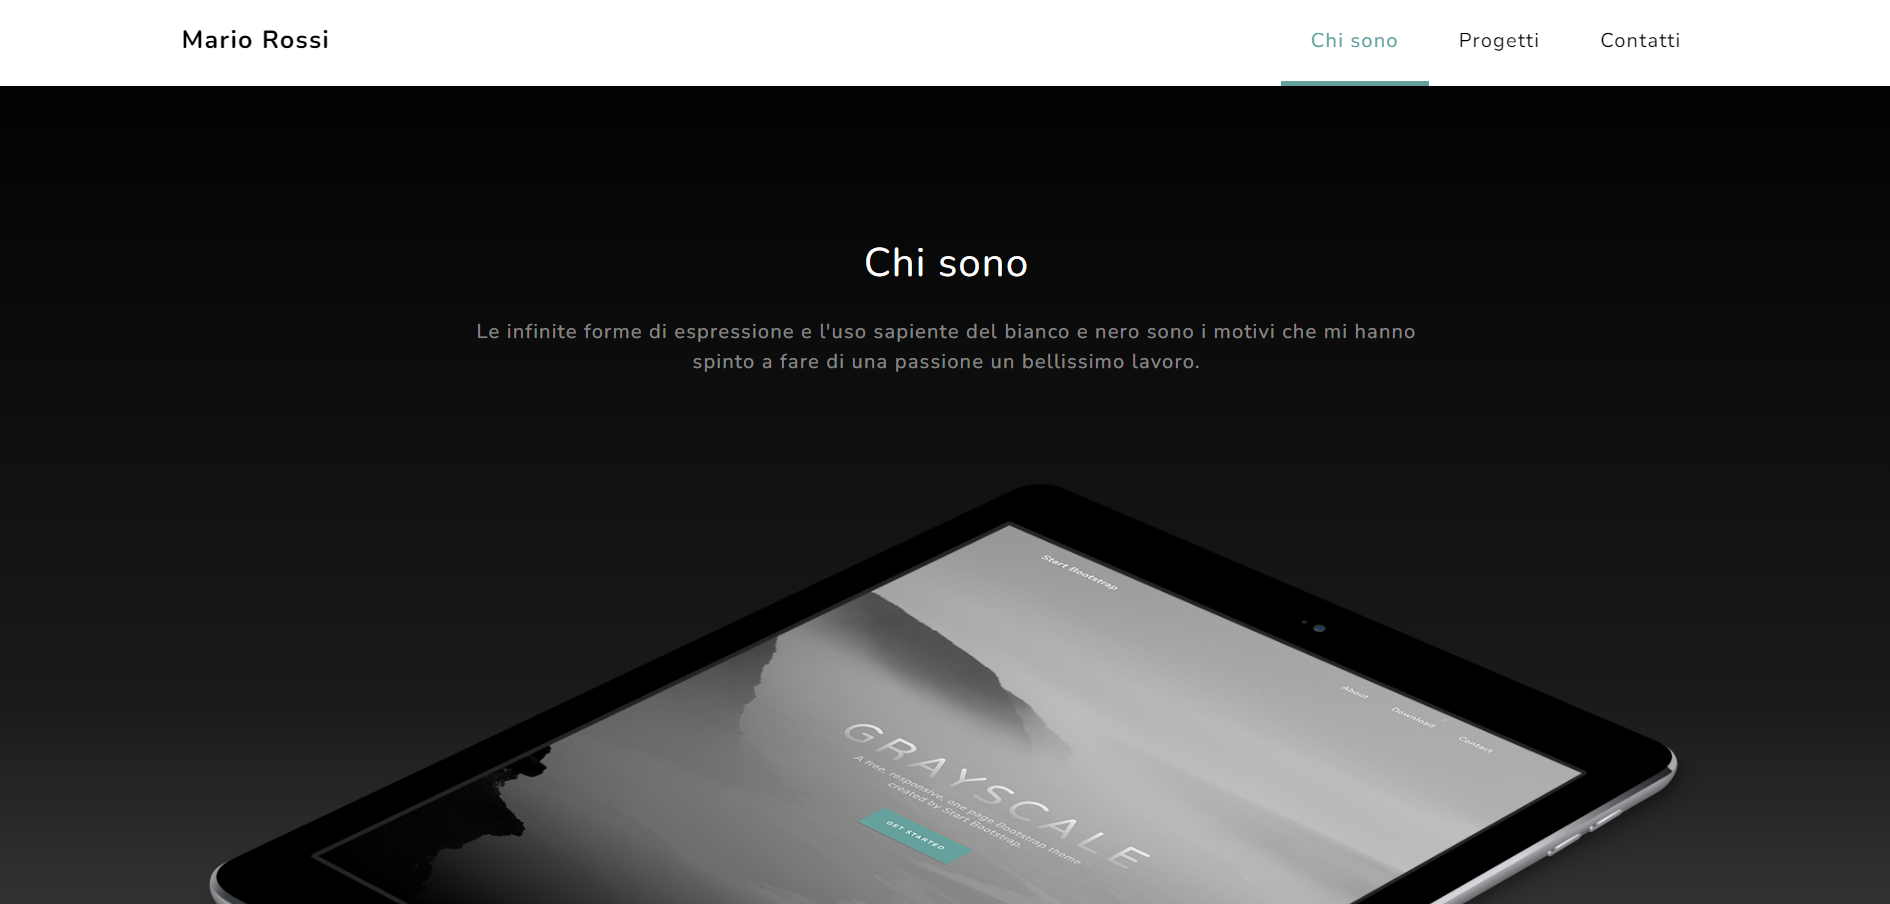 Mario Rossi
Chi sono
Progetti
Contatti
Chi sono
Le infinite forme di espressione e l'uso sapiente del bianco e nero sono i motivi che mi hanno
spinto a fare di una passione un bellissimo lavoro.
Start Bootstrap
About
Download
Contact
GRAYSCALE
A free, responsive, one page Bootstrap theme
created by Start Bootstrap.
GET STARTED